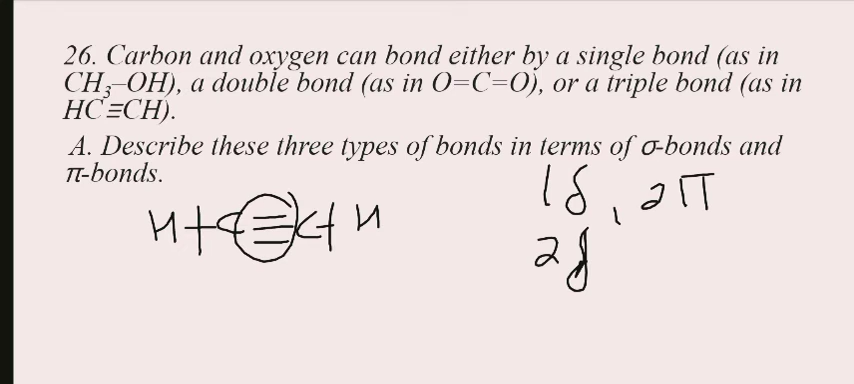 26. Carbon and oxygen can bond either by a single bond (as in
CH₃–OH), a double bond (as in O=C=O), or a triple bond (as in
HC≡CH).
A. Describe these three types of bonds in terms of σ-bonds and
π-bonds.
H+C≡C+H
1δ, 2π
2δ